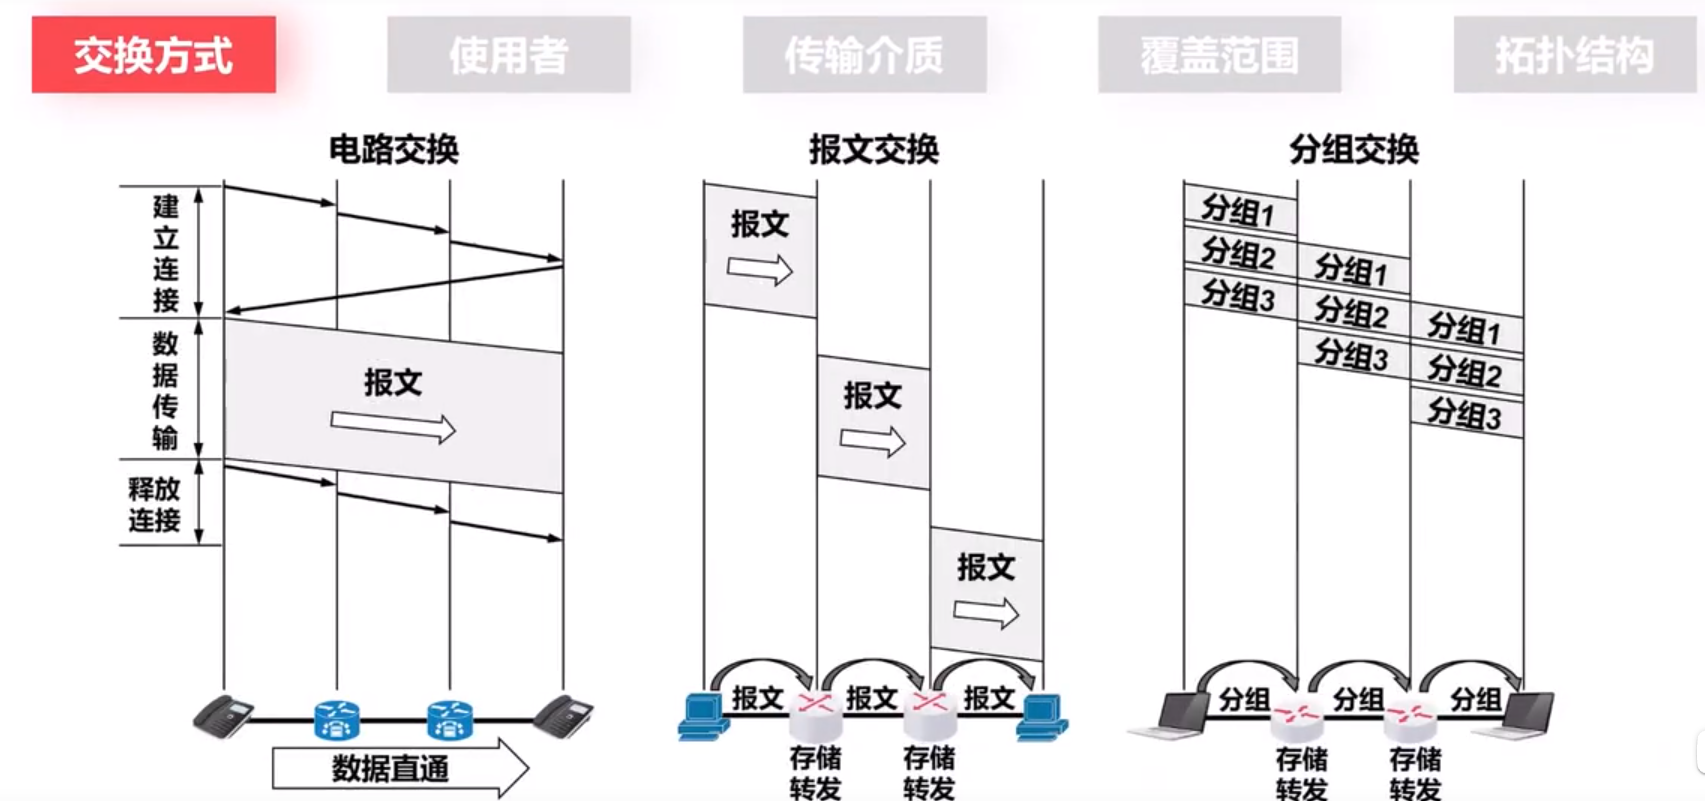 交换方式
使用者
传输介质
覆盖范围
拓扑结构
电路交换
建立连接
数据传输
释放
连接
报文
数据直通
报文交换
报文
报文
报文
报文
报文
报文
存储
转发
存储
转发
分组交换
分组1
分组2
分组1
分组3
分组2
分组1
分组3
分组2
分组3
分组
分组
分组
存储
转发
存储
转发